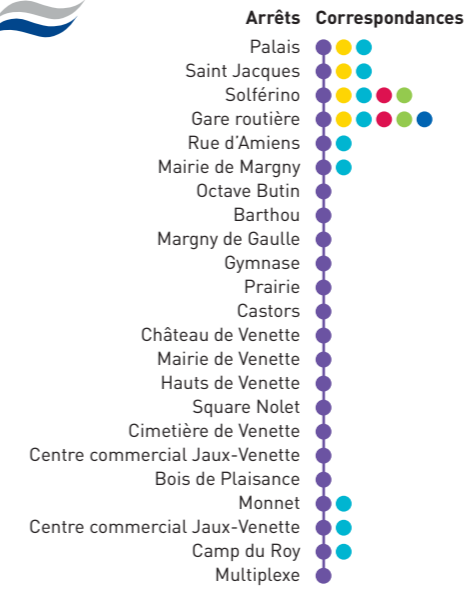 Arrêts Correspondances
Palais
Saint Jacques
Solférino
Gare routière
Rue d'Amiens
Mairie de Margny
Octave Butin
Barthou
Margny de Gaulle
Gymnase
Prairie
Castors
Château de Venette
Mairie de Venette
Hauts de Venette
Square Nolet
Cimetière de Venette
Centre commercial Jaux-Venette
Bois de Plaisance
Monnet
Centre commercial Jaux-Venette
Camp du Roy
Multiplexe